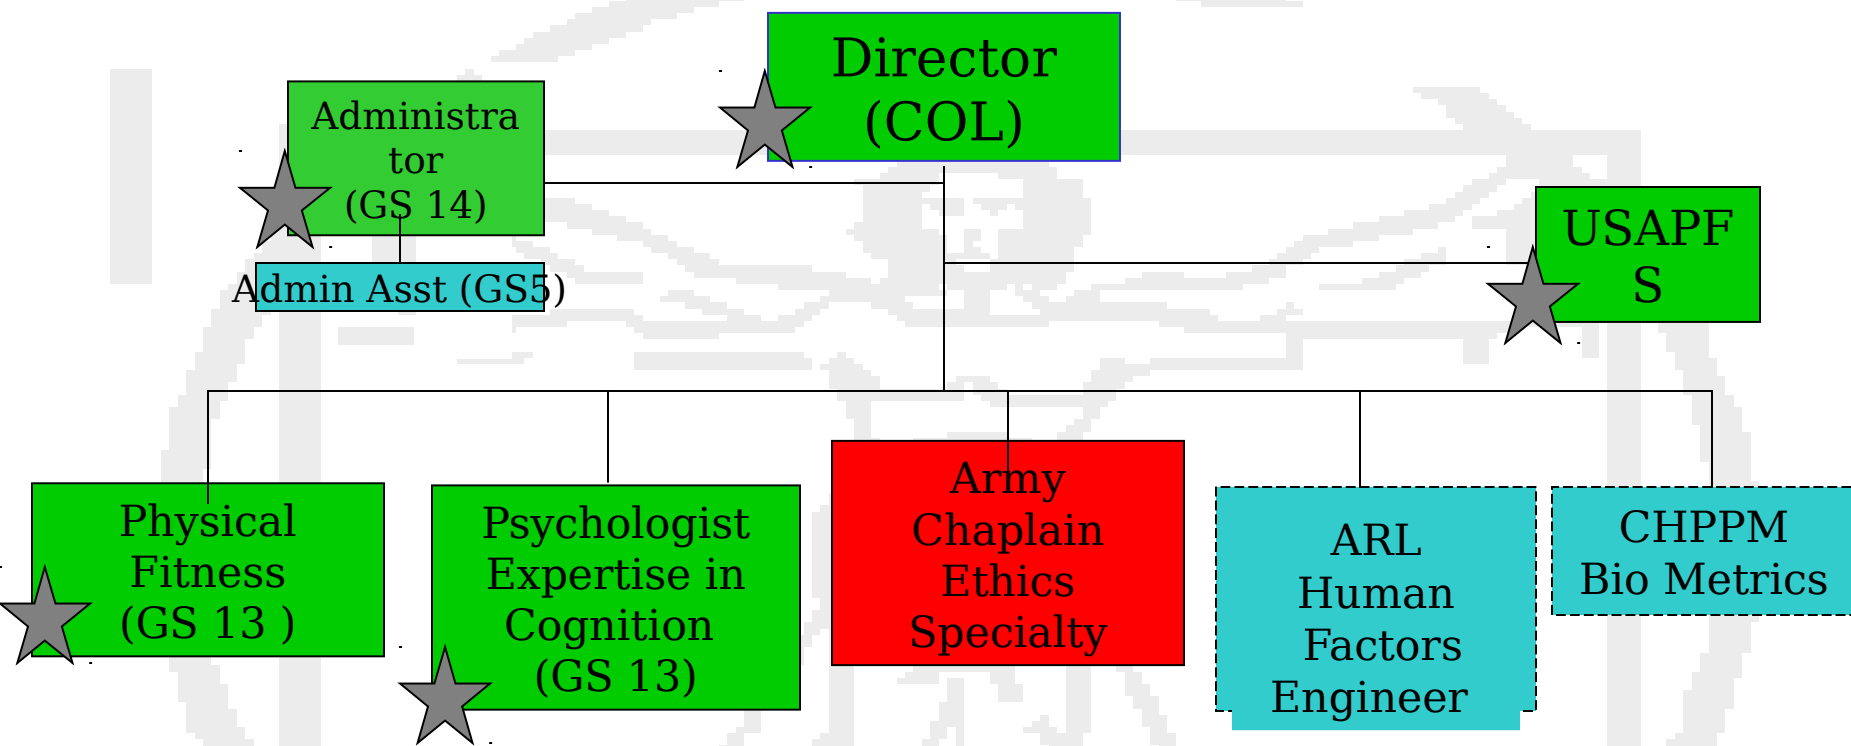 Director
(COL)
Administra
tor
(GS 14)
Admin Asst (GS5)
USAPF
S
Physical
Fitness
(GS 13 )
Psychologist
Expertise in
Cognition
(GS 13)
Army
Chaplain
Ethics
Specialty
ARL
Human
Factors
Engineer
CHPPM
Bio Metrics